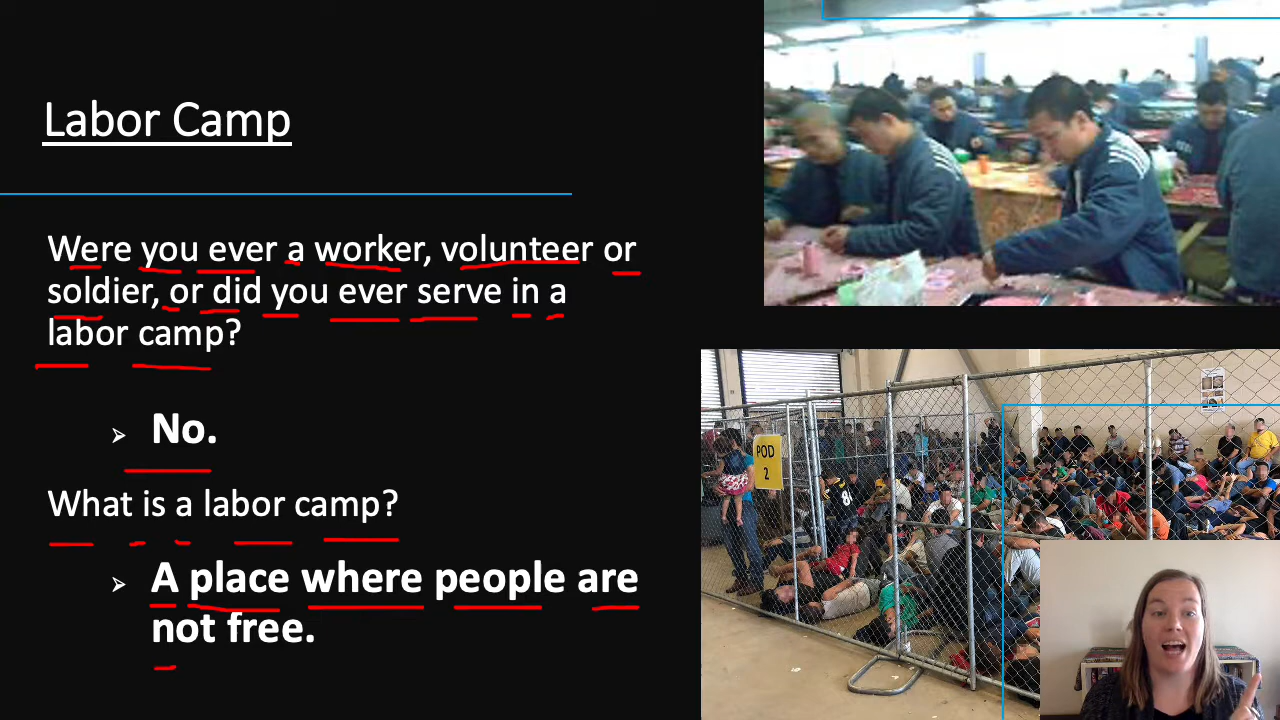 Labor Camp
Were you ever a worker, volunteer or
soldier, or did you ever serve in a
labor camp?
No.
What is a labor camp?
A place where people are
not free.
POD
2